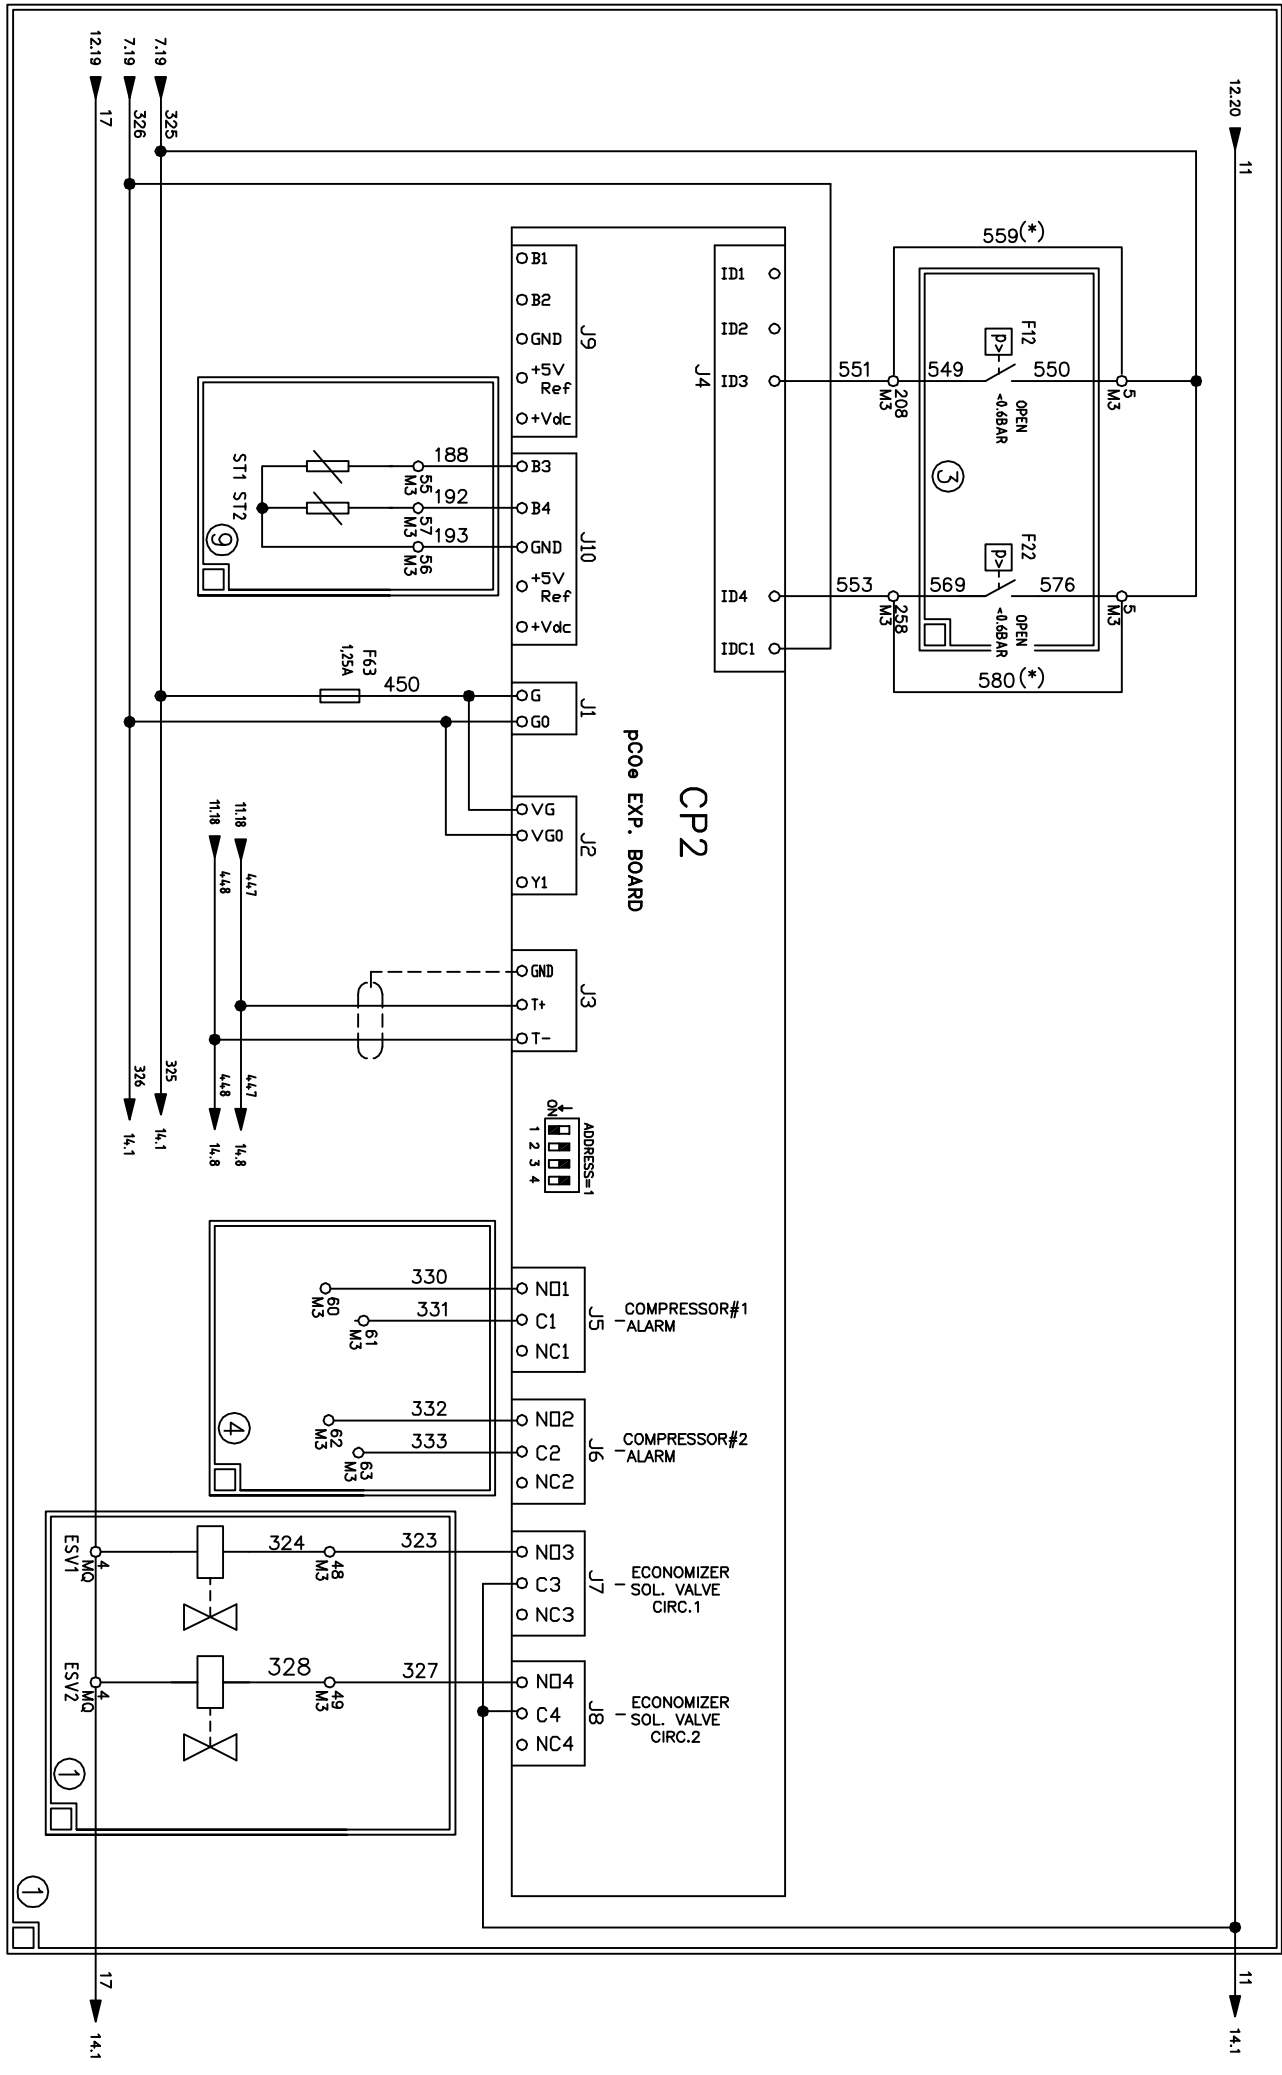 12.19
7.19
7.19
12.20
17
326
325
11
559(*)
F12
P>
551
549
550
208
M3
5
M3
OPEN
<0.6BAR
3
F22
P>
553
569
576
258
M3
5
M3
OPEN
<0.6BAR
580(*)
ID1
ID2
ID3
J4
ID4
IDC1
B1
B2
GND
+5V
Ref
+Vdc
J9
B3
B4
GND
+5V
Ref
+Vdc
J10
188
55
M3
192
57
M3
193
56
M3
ST1 ST2
9
F63
1,25A
450
G
G0
J1
CP2
pCOe EXP. BOARD
VG
VG0
Y1
J2
11.18
11.18
448
447
GND
T+
T-
J3
326
325
448
447
14.1
14.1
14.8
14.8
ON
ADDRESS=1
1
2
3
4
330
60
M3
331
61
M3
NO1
C1
NC1
J5
COMPRESSOR#1
ALARM
332
62
M3
333
63
M3
4
NO2
C2
NC2
J6
COMPRESSOR#2
ALARM
ESV1
4
MQ
324
48
M3
323
NO3
C3
NC3
J7
ECONOMIZER
SOL. VALVE
CIRC.1
ESV2
4
MQ
328
49
M3
327
NO4
C4
NC4
J8
ECONOMIZER
SOL. VALVE
CIRC.2
1
1
17
14.1
11
14.1